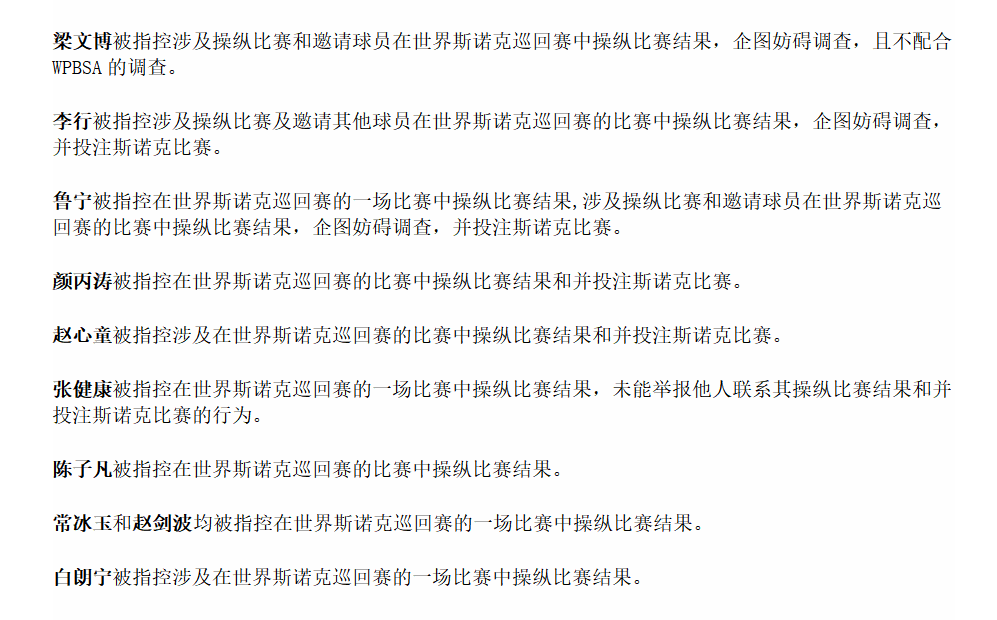 梁文博被指控涉及操纵比赛和邀请球员在世界斯诺克巡回赛中操纵比赛结果，企图妨碍调查，且不配合
WPBSA 的调查。
李行被指控涉及操纵比赛及邀请其他球员在世界斯诺克巡回赛的比赛中操纵比赛结果，企图妨碍调查，
并投注斯诺克比赛。
鲁宁被指控在世界斯诺克巡回赛的一场比赛中操纵比赛结果,涉及操纵比赛和邀请球员在世界斯诺克巡
回赛的比赛中操纵比赛结果，企图妨碍调查，并投注斯诺克比赛。
颜丙涛被指控在世界斯诺克巡回赛的比赛中操纵比赛结果和并投注斯诺克比赛。
赵心童被指控涉及在世界斯诺克巡回赛的比赛中操纵比赛结果和并投注斯诺克比赛。
张健康被指控在世界斯诺克巡回赛的一场比赛中操纵比赛结果，未能举报他人联系其操纵比赛结果和并
投注斯诺克比赛的行为。
陈子凡被指控在世界斯诺克巡回赛的比赛中操纵比赛结果。
常冰玉和赵剑波均被指控在世界斯诺克巡回赛的一场比赛中操纵比赛结果。
白朗宁被指控涉及在世界斯诺克巡回赛的一场比赛中操纵比赛结果。